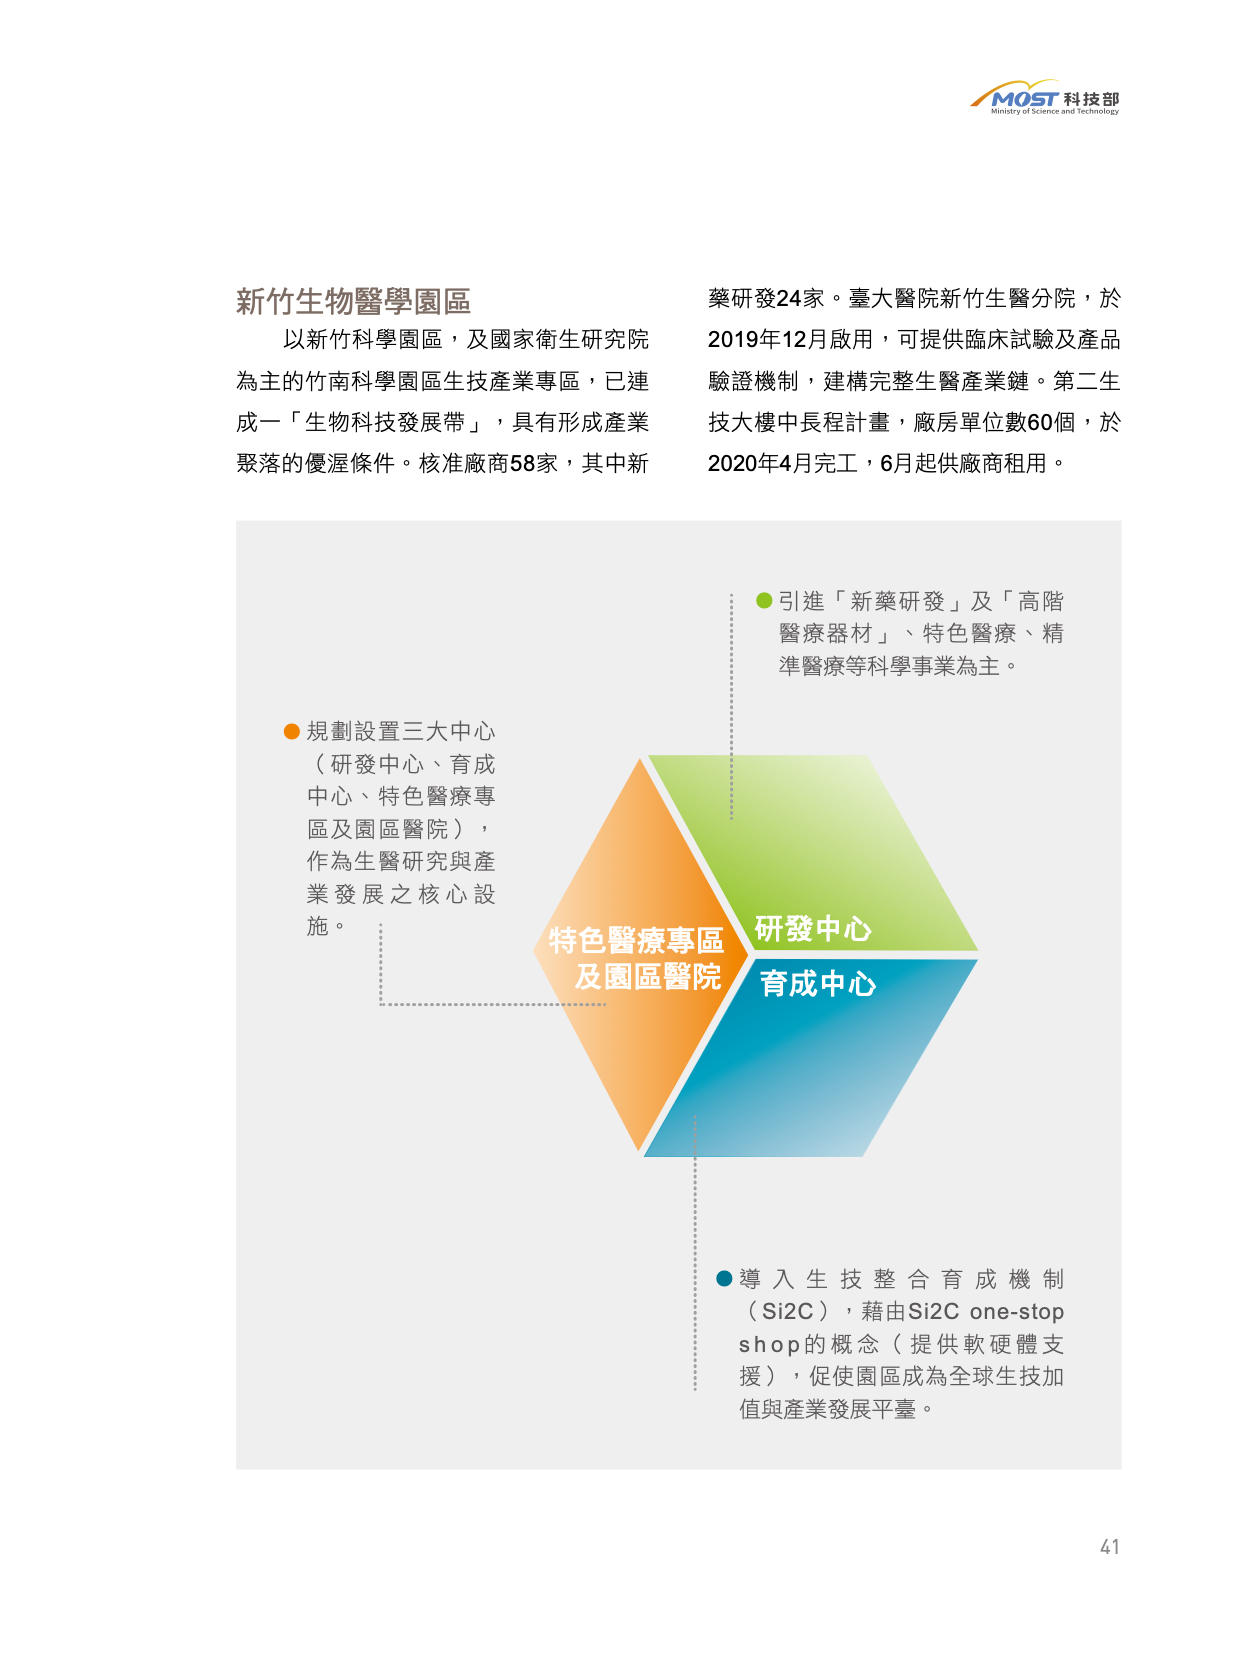 MOST 科技部
Ministry of Science and Technology
新竹生物醫學園區
以新竹科學園區，及國家衛生研究院
為主的竹南科學園區生技產業專區，已連
成一「生物科技發展帶」，具有形成產業
聚落的優渥條件。核准廠商58家，其中新
藥研發24家。臺大醫院新竹生醫分院，於
2019年12月啟用，可提供臨床試驗及產品
驗證機制，建構完整生醫產業鏈。第二生
技大樓中長程計畫，廠房單位數60個，於
2020年4月完工，6月起供廠商租用。
引進「新藥研發」及「高階
醫療器材」、特色醫療、精
準醫療等科學事業為主。
規劃設置三大中心
（研發中心、育成
中心、特色醫療專
區及園區醫院），
作為生醫研究與產
業發展之核心設
施。
特色醫療專區
及園區醫院
研發中心
育成中心
導入生技整合育成機制
（Si2C），藉由Si2C one-stop
shop的概念（提供軟硬體支
援），促使園區成為全球生技加
值與產業發展平臺。
41